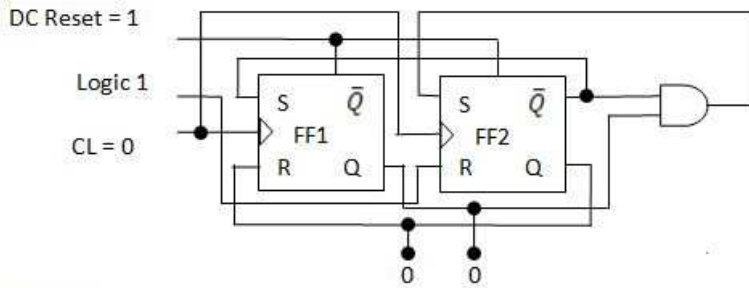 DC Reset = 1
Logic 1
CL = 0
S Q̅
FF1
R Q
S Q̅
FF2
R Q
0 0